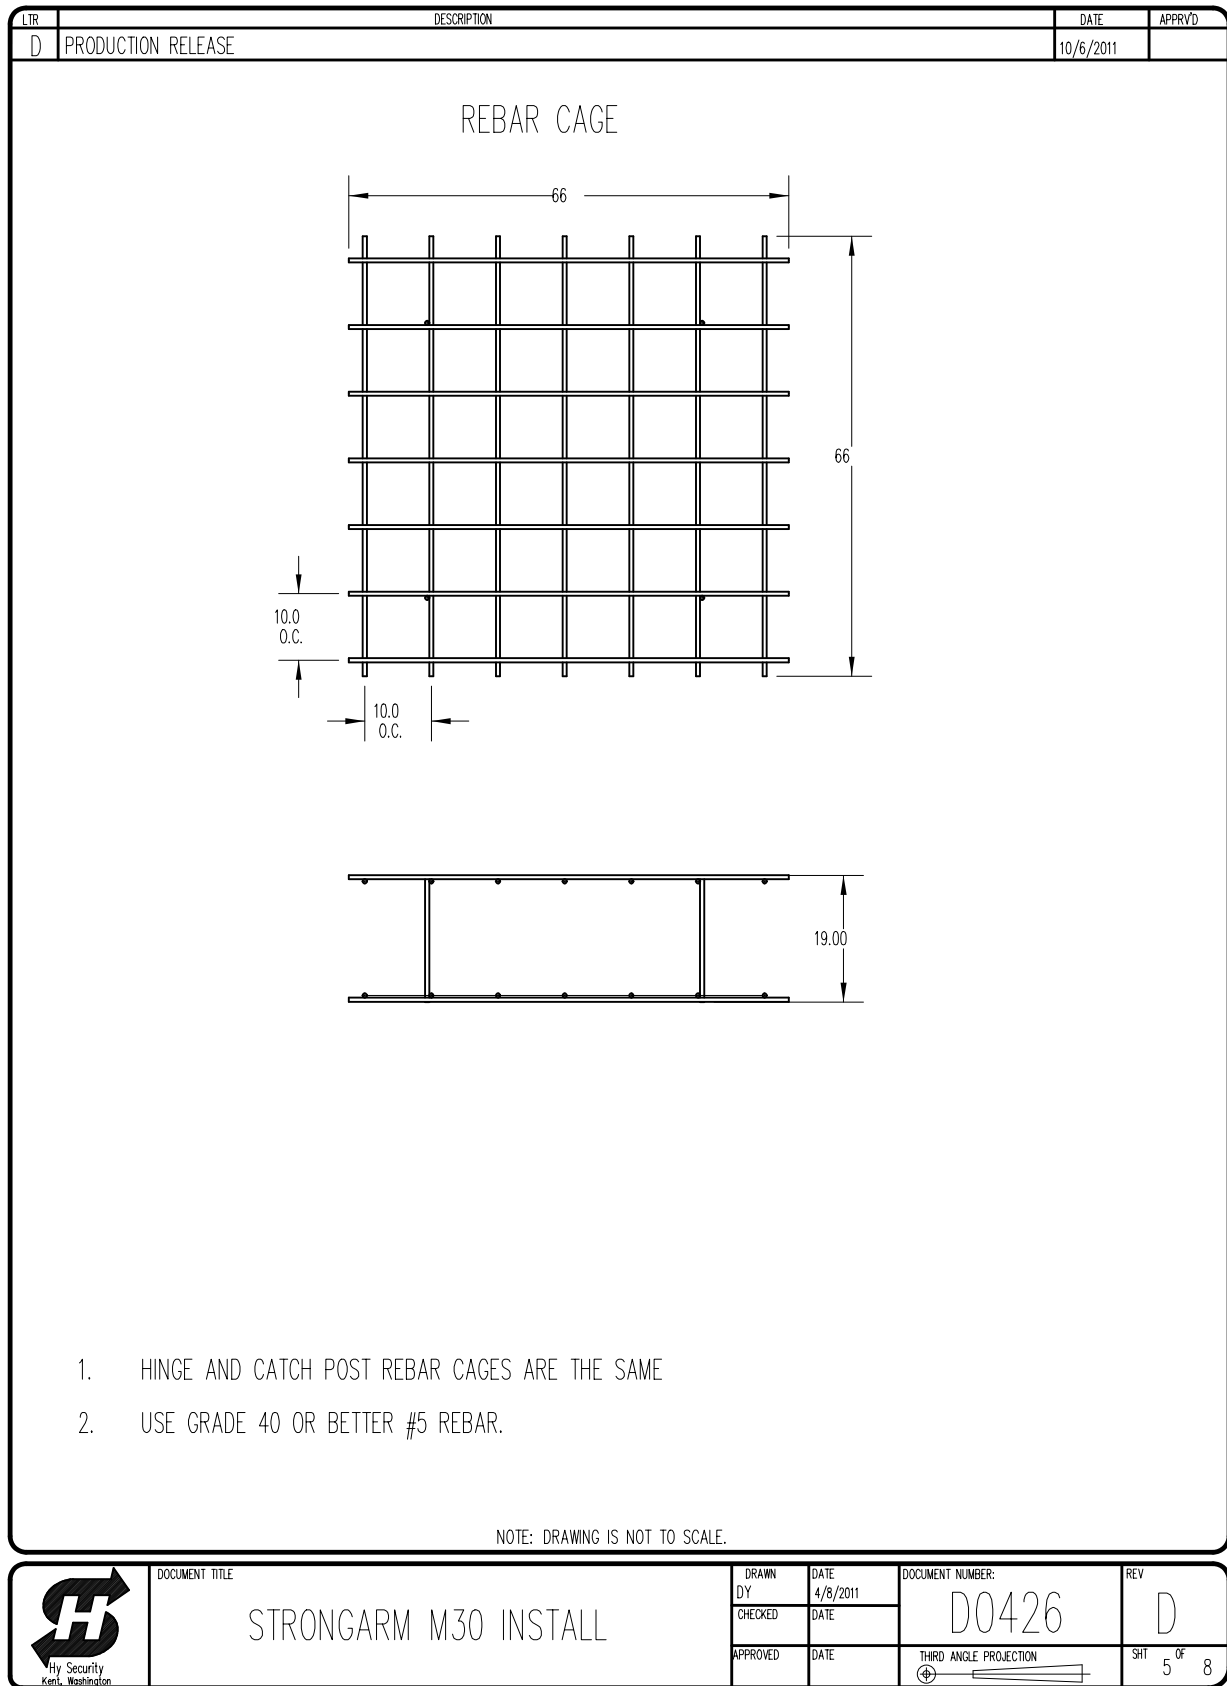 LTR DESCRIPTION DATE APPRV'D
D PRODUCTION RELEASE 10/6/2011
REBAR CAGE
66
66
10.0
O.C.
10.0
O.C.
19.00
1. HINGE AND CATCH POST REBAR CAGES ARE THE SAME
2. USE GRADE 40 OR BETTER #5 REBAR.
NOTE: DRAWING IS NOT TO SCALE.
H
Hy Security
Kent, Washington
DOCUMENT TITLE
STRONGARM M30 INSTALL
DRAWN DATE
DY 4/8/2011
CHECKED DATE
APPROVED DATE
DOCUMENT NUMBER:
D0426
THIRD ANGLE PROJECTION
REV
D
SHT 5 OF 8